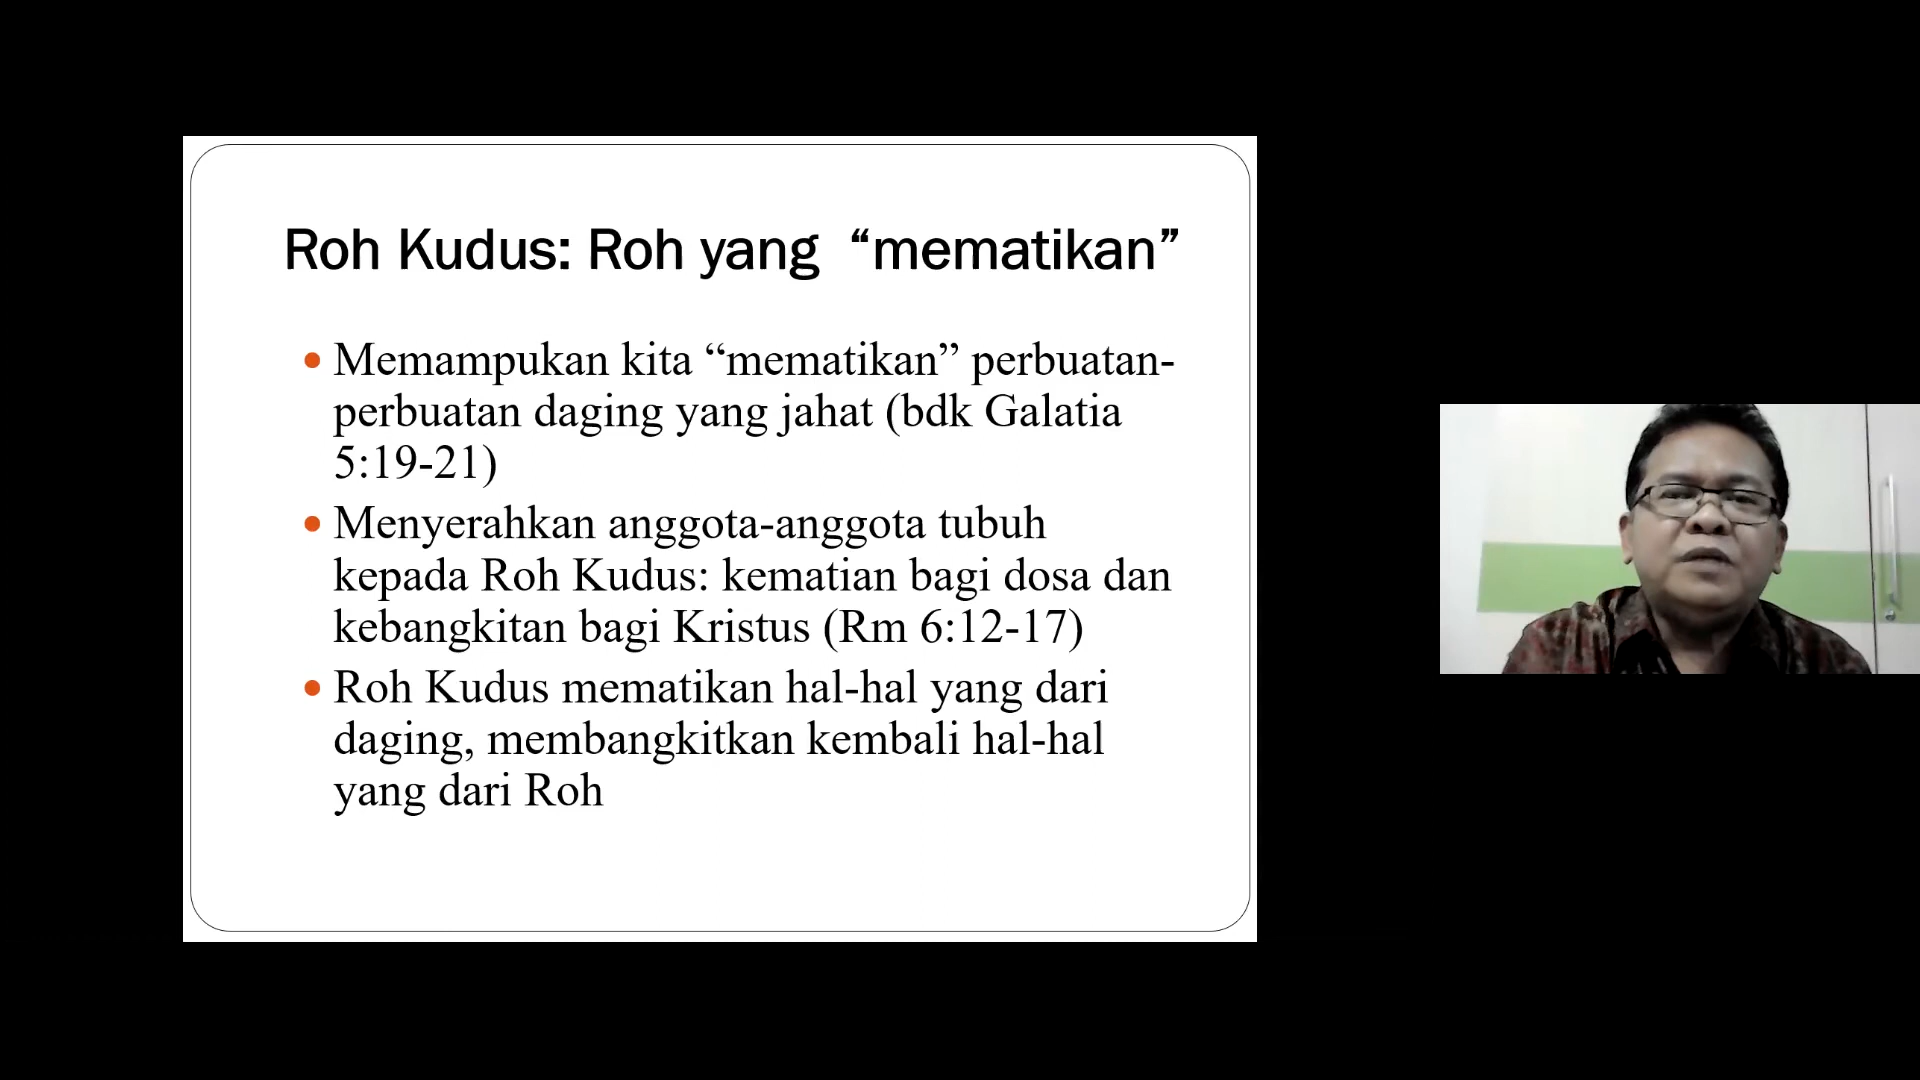 Roh Kudus: Roh yang “mematikan”
• Memampukan kita “mematikan” perbuatan-
perbuatan daging yang jahat (bdk Galatia
5:19-21)
• Menyerahkan anggota-anggota tubuh
kepada Roh Kudus: kematian bagi dosa dan
kebangkitan bagi Kristus (Rm 6:12-17)
• Roh Kudus mematikan hal-hal yang dari
daging, membangkitkan kembali hal-hal
yang dari Roh